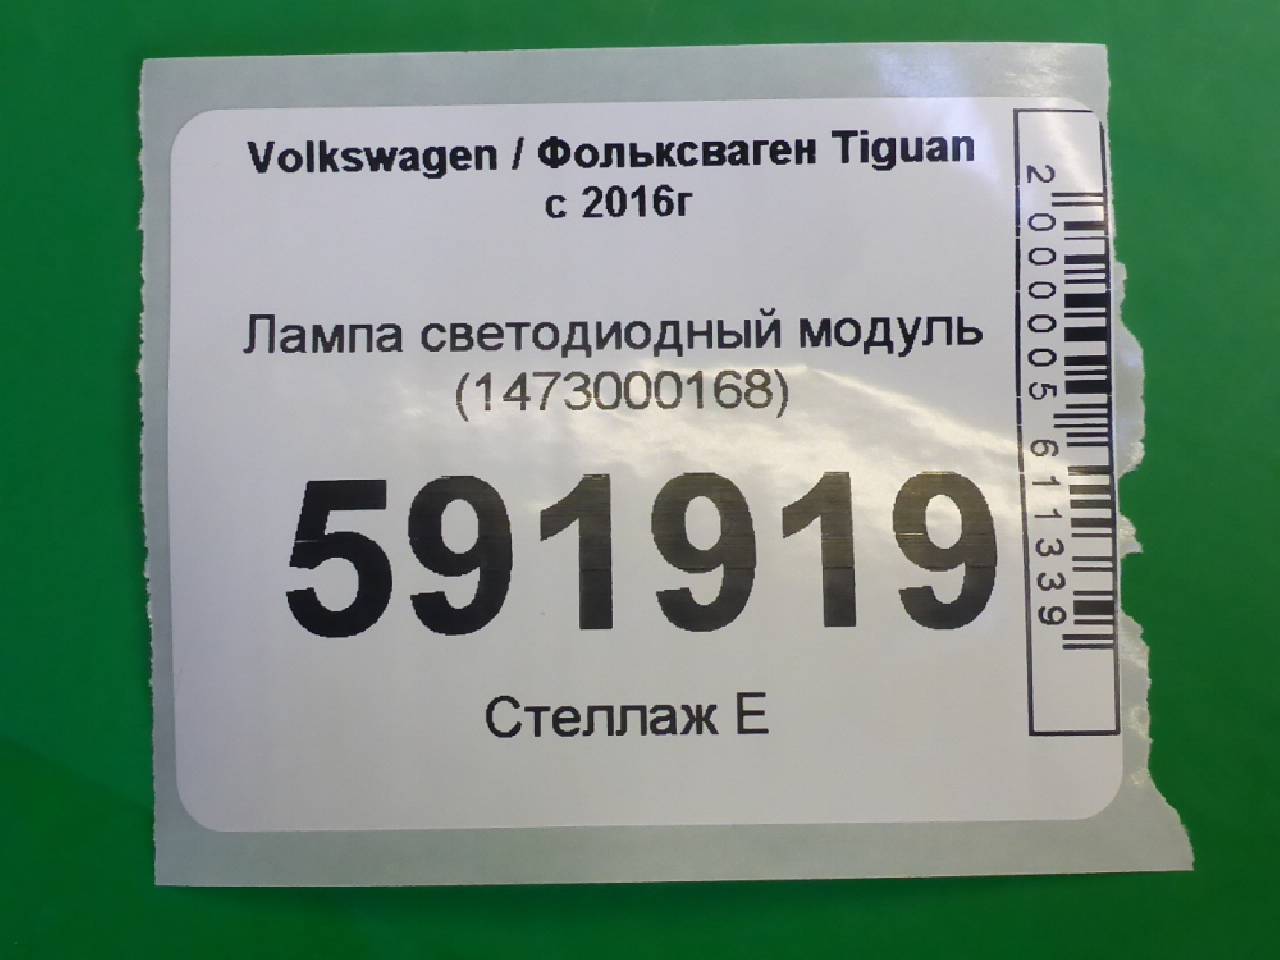 Volkswagen / Фольксваген Tiguan
с 2016г
Лампа светодиодный модуль
(1473000168)
591919
Стеллаж Е
2000005611339